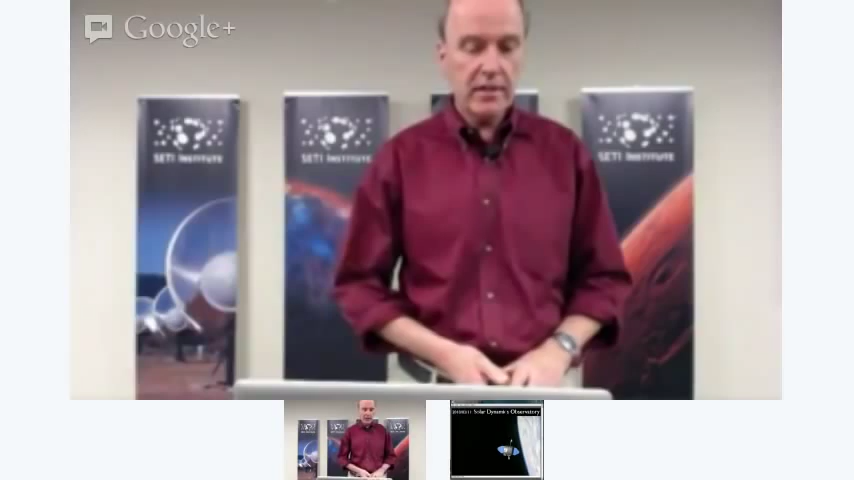 Google+
SETI INSTITUTE
SETI INSTITUTE
SETI INSTITUTE
Solar Dynamics Observatory